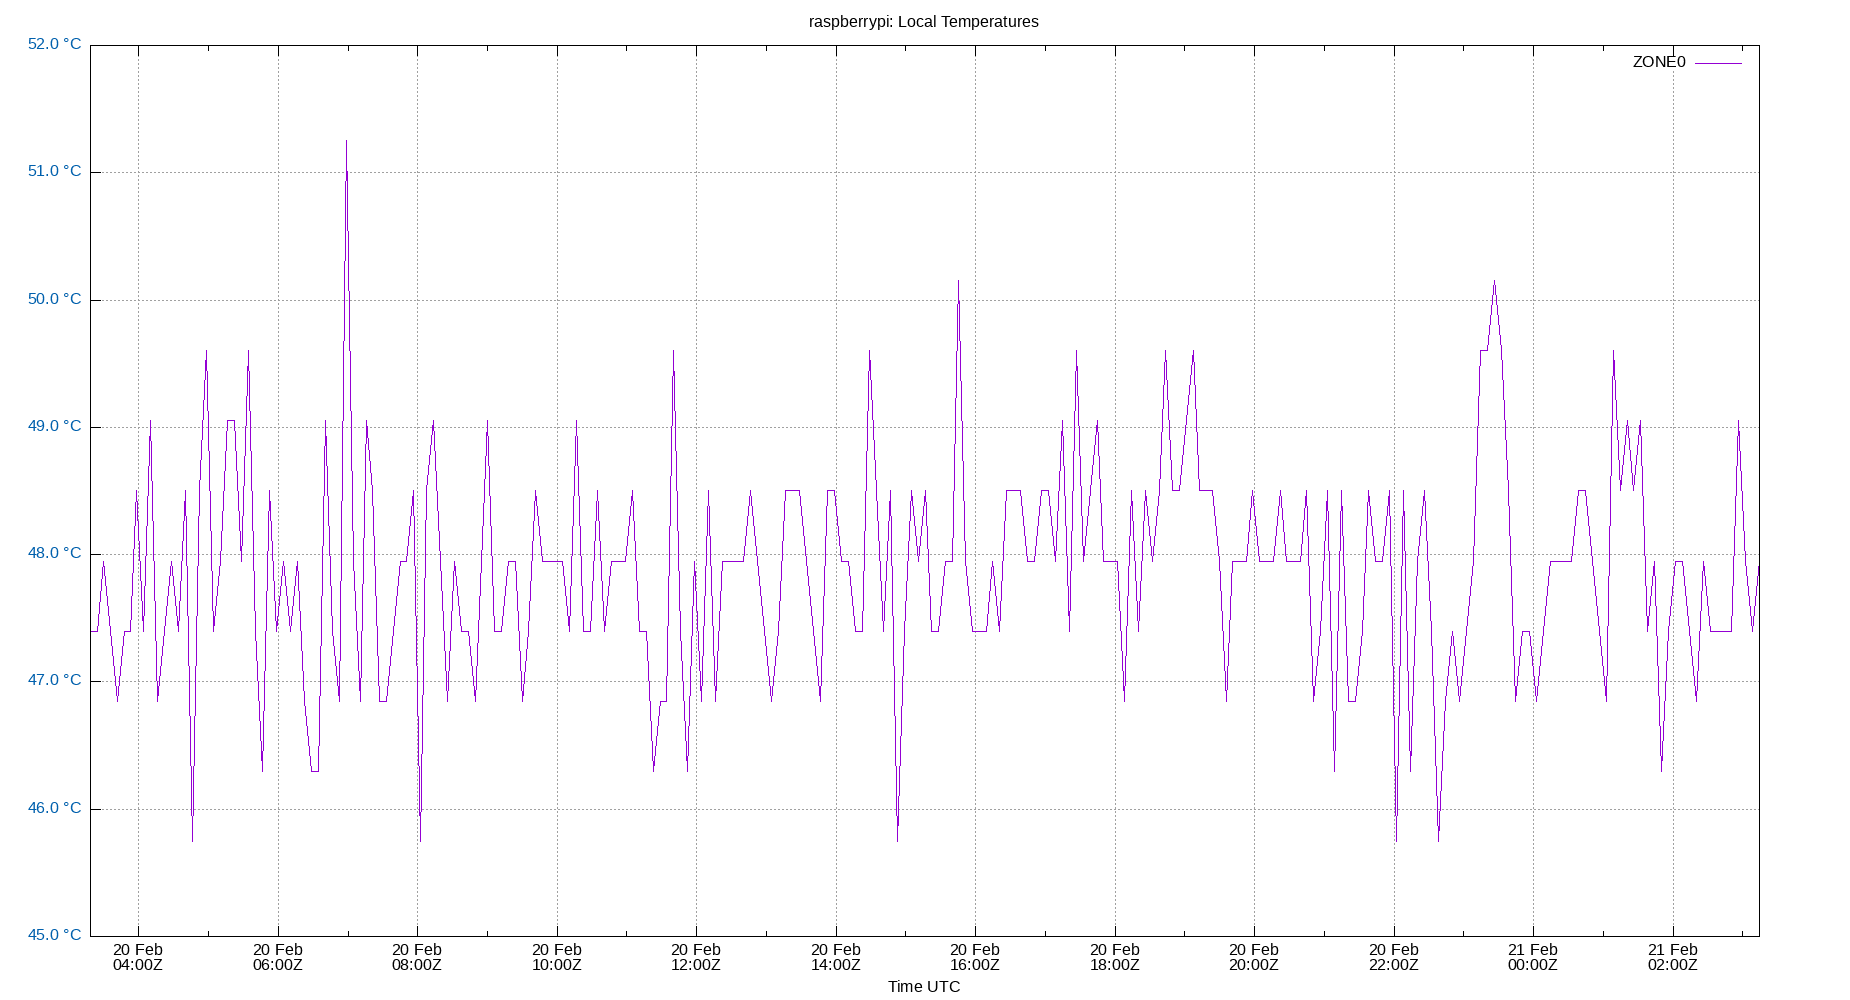 raspberrypi: Local Temperatures
52.0 °C
ZONE0
51.0 °C
50.0 °C
49.0 °C
48.0 °C
47.0 °C
46.0 °C
45.0 °C
20 Feb 20 Feb 20 Feb 20 Feb 20 Feb 20 Feb 20 Feb 20 Feb 20 Feb 20 Feb 21 Feb 21 Feb
04:00Z 06:00Z 08:00Z 10:00Z 12:00Z 14:00Z 16:00Z 18:00Z 20:00Z 22:00Z 00:00Z 02:00Z
Time UTC